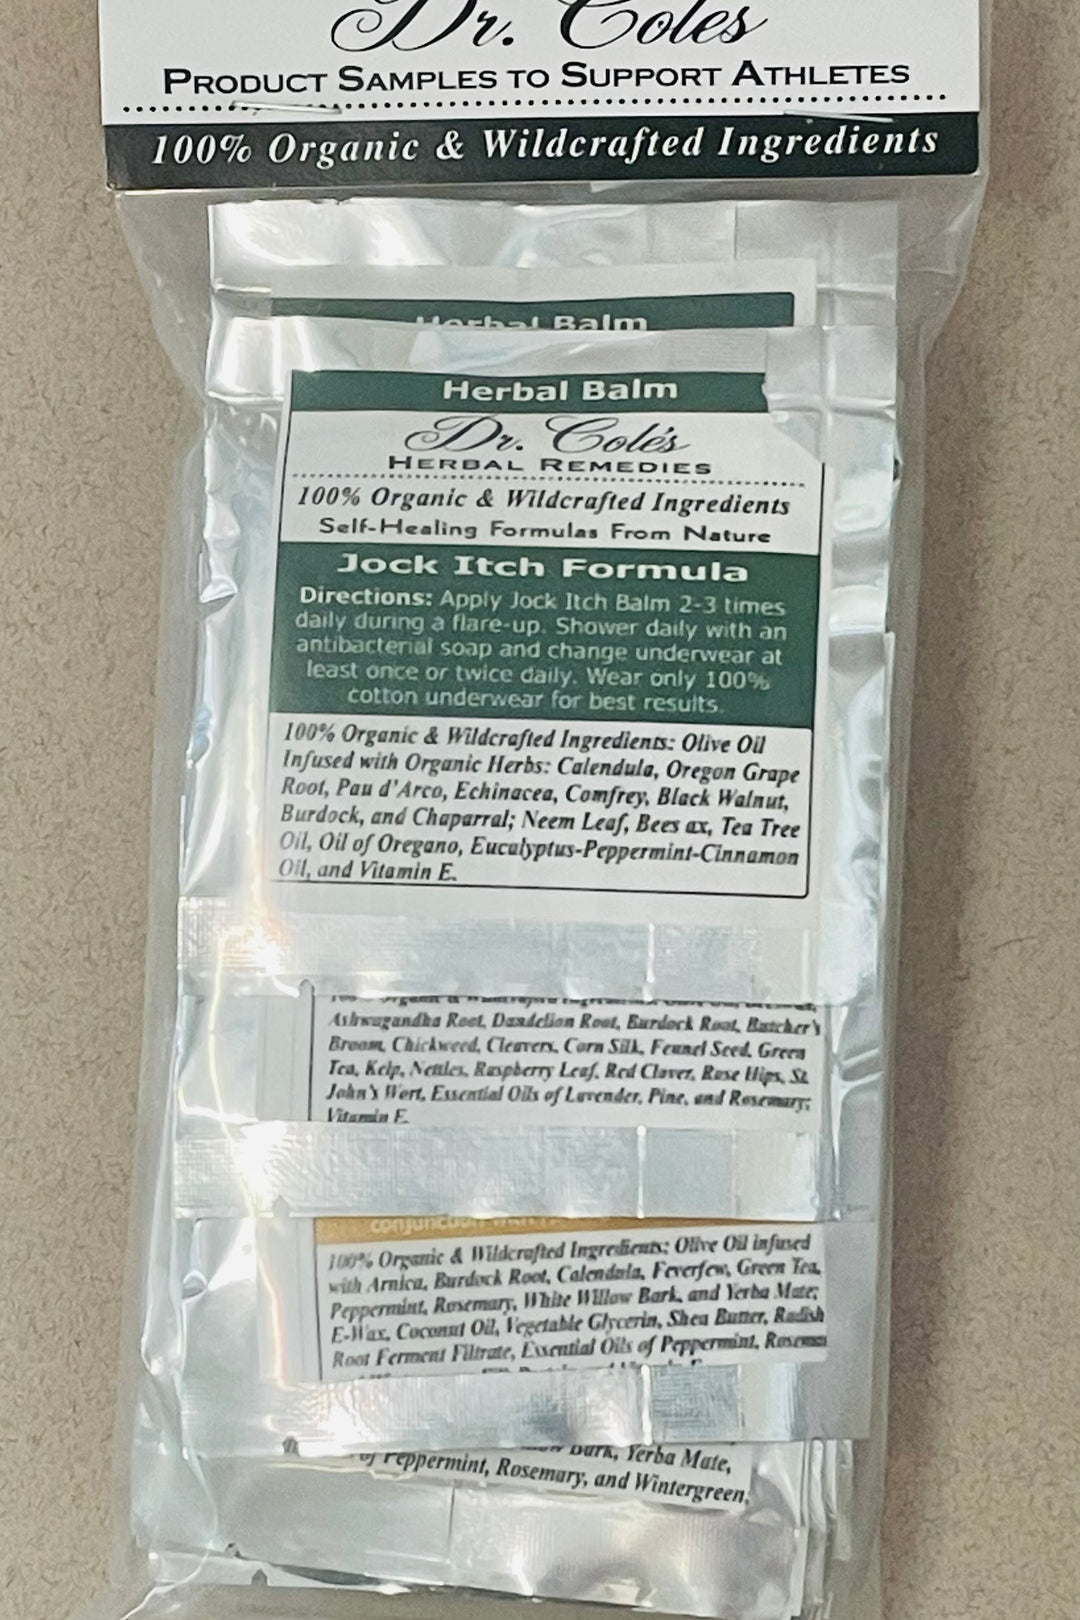 Dr. Coles
PRODUCT SAMPLES TO SUPPORT ATHLETES
100% Organic & Wildcrafted Ingredients
Herbal Balm
Herbal Balm
Dr. Cole's
HERBAL REMEDIES
100% Organic & Wildcrafted Ingredients
Self-Healing Formulas From Nature
Jock Itch Formula
Directions: Apply Jock Itch Balm 2-3 times
daily during a flare-up. Shower daily with an
antibacterial soap and change underwear at
least once or twice daily. Wear only 100%
cotton underwear for best results.
100% Organic & Wildcrafted Ingredients: Olive Oil
Infused with Organic Herbs: Calendula, Oregon Grape
Root, Pau d'Arco, Echinacea, Comfrey, Black Walnut,
Burdock, and Chaparral; Neem Leaf, Bees ax, Tea Tree
Oil, Oil of Oregano, Eucalyptus-Peppermint-Cinnamon
Oil, and Vitamin E.
Ashwagandha Root, Dandelion Root, Burdock Root, Butcher's
Broom, Chickweed, Cleavers, Corn Silk, Fennel Seed, Green
Tea, Kelp, Nettles, Raspberry Leaf, Red Clover, Rose Hips, St.
John's Wort, Essential Oils of Lavender, Pine, and Rosemary;
Vitamin E.
conjunction with
100% Organic & Wildcrafted Ingredients: Olive Oil infused
with Arnica, Burdock Root, Calendula, Feverfew, Green Tea,
Peppermint, Rosemary, White Willow Bark, and Yerba Mate;
E-Wax, Coconut Oil, Vegetable Glycerin, Shea Butter, Radish
Root Ferment Filtrate, Essential Oils of Peppermint,
Bark, Yerba Mate,
of Peppermint, Rosemary, and Wintergreen.